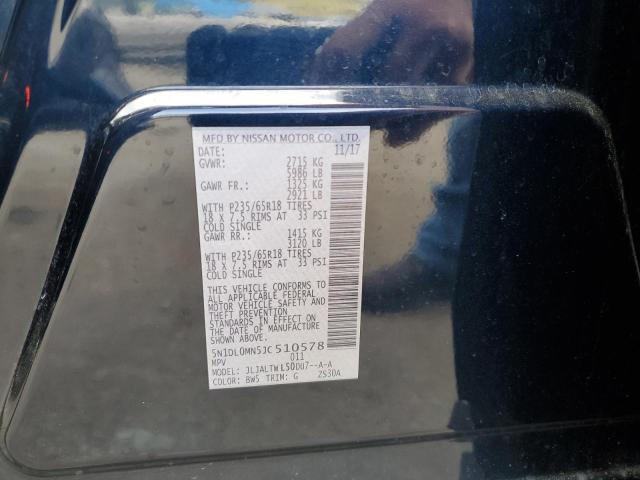 MFD BY NISSAN MOTOR CO., LTD.
DATE: 11/17
GVWR: 2715 KG
5986 LB
GAWR FR.: 1325 KG
2921 LB
WITH P235/65R18 TIRES
18 X 7.5 RIMS AT 33 PSI
COLD SINGLE
GAWR RR.: 1415 KG
3120 LB
WITH P235/65R18 TIRES
18 X 7.5 RIMS AT 33 PSI
COLD SINGLE
THIS VEHICLE CONFORMS TO
ALL APPLICABLE FEDERAL
MOTOR VEHICLE SAFETY AND
THEFT PREVENTION
STANDARDS IN EFFECT ON
THE DATE OF MANUFACTURE
5N1DL0MN5JC510578
MPV 011
MODEL: JLJALTWL50DU7--A-A
COLOR: BW5 TRIM: G ZS3DA